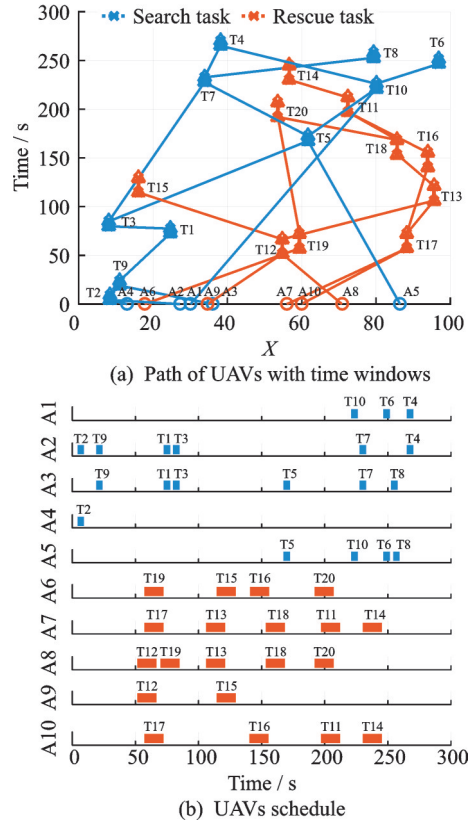 Search task Rescue task
300
250
200
150
100
50
0
Time / s
T4
T8
T6
T14
T7
T10
T11
T20
T5
T16
T18
T15
T13
T3
T1
T12
T19
T17
T9
T2 A4 A6 A2 A1 A9 A3 A7 A10 A8 A5
20 40 60 80 100
X
(a) Path of UAVs with time windows
A1 T10 T6 T4
A2 T2 T9 T1 T3 T7 T4
A3 T9 T1 T3 T5 T7 T8
A4 T2
A5 T5 T10 T6 T8
A6 T19 T15 T16 T20
A7 T17 T13 T18 T11 T14
A8 T12 T19 T13 T18 T20
A9 T12 T15
A10 T17 T16 T11 T14
0 50 100 150 200 250 300
Time / s
(b) UAVs schedule